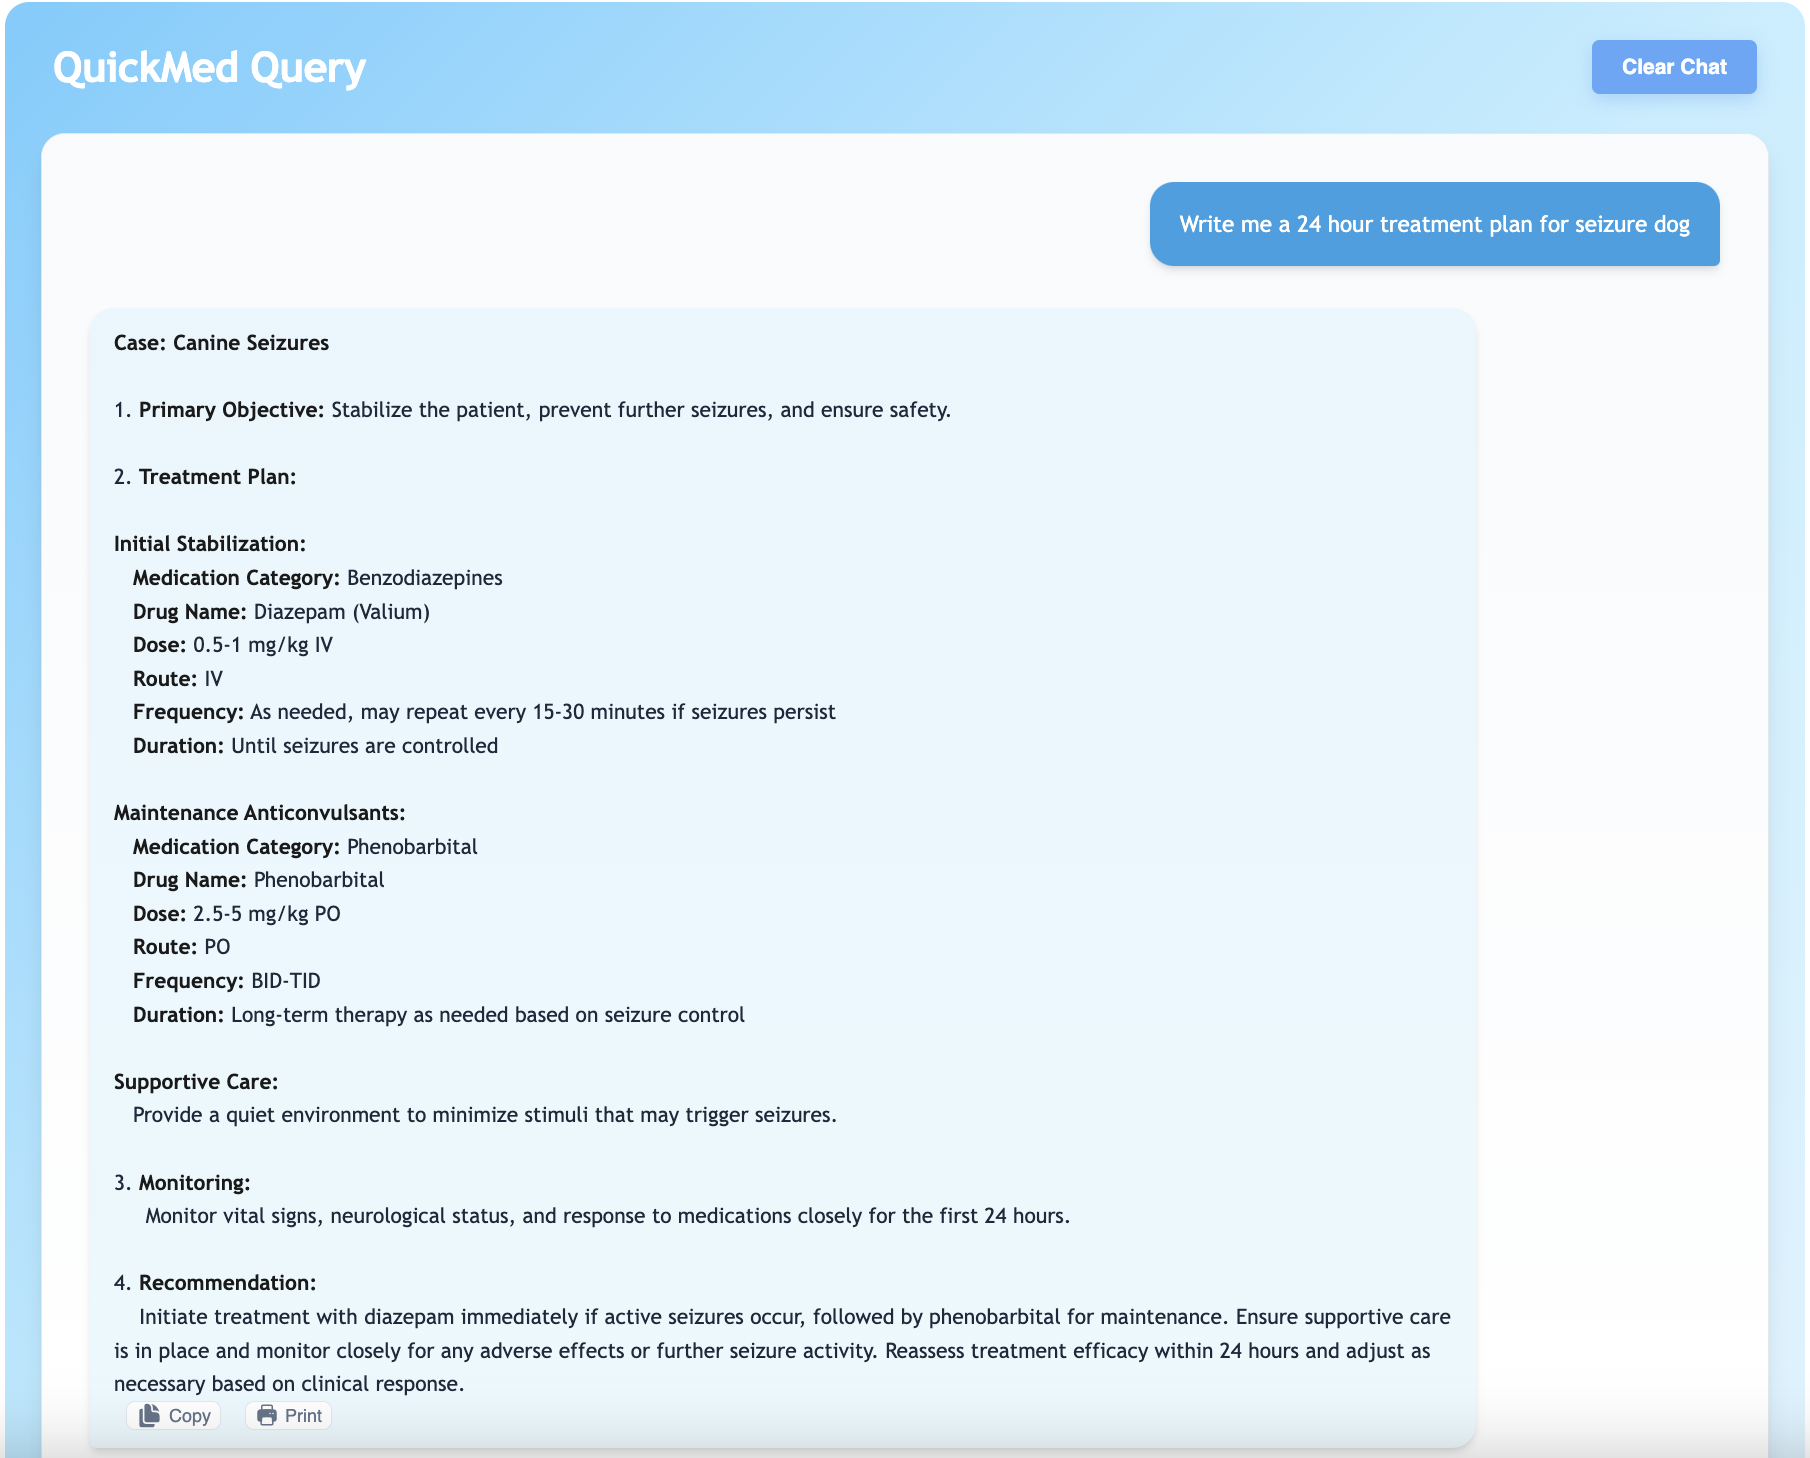 QuickMed Query
Clear Chat
Write me a 24 hour treatment plan for seizure dog
Case: Canine Seizures
1. Primary Objective: Stabilize the patient, prevent further seizures, and ensure safety.
2. Treatment Plan:
Initial Stabilization:
Medication Category: Benzodiazepines
Drug Name: Diazepam (Valium)
Dose: 0.5-1 mg/kg IV
Route: IV
Frequency: As needed, may repeat every 15-30 minutes if seizures persist
Duration: Until seizures are controlled
Maintenance Anticonvulsants:
Medication Category: Phenobarbital
Drug Name: Phenobarbital
Dose: 2.5-5 mg/kg PO
Route: PO
Frequency: BID-TID
Duration: Long-term therapy as needed based on seizure control
Supportive Care:
Provide a quiet environment to minimize stimuli that may trigger seizures.
3. Monitoring:
Monitor vital signs, neurological status, and response to medications closely for the first 24 hours.
4. Recommendation:
Initiate treatment with diazepam immediately if active seizures occur, followed by phenobarbital for maintenance. Ensure supportive care
is in place and monitor closely for any adverse effects or further seizure activity. Reassess treatment efficacy within 24 hours and adjust as
necessary based on clinical response.
Copy
Print